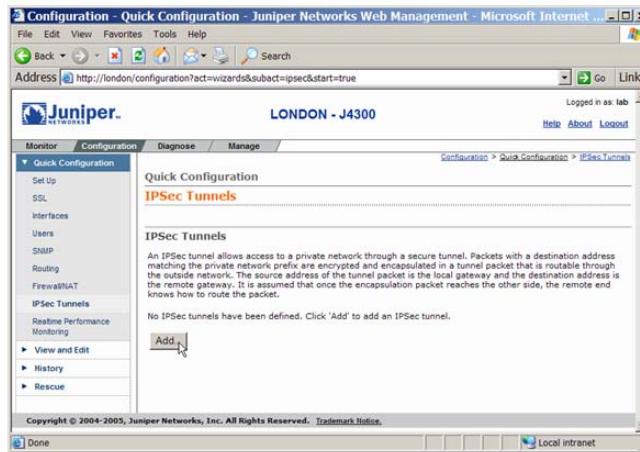 Configuration - Quick Configuration - Juniper Networks Web Management - Microsoft Internet ...
File Edit View Favorites Tools Help
Back Search
Address http://london/configuration?act=wizards&subact=ipsec&start=true Go Link
Logged in as: lab
Juniper
NETWORKS
LONDON - J4300
Help About Logout
Monitor Configuration Diagnose Manage
Configuration > Quick Configuration > IPSec Tunnels
Quick Configuration
Set Up
SSL
Interfaces
Users
SNMP
Routing
Firewall/NAT
IPSec Tunnels
Realtime Performance
Monitoring
View and Edit
History
Rescue
Quick Configuration
IPSec Tunnels
IPSec Tunnels
An IPSec tunnel allows access to a private network through a secure tunnel. Packets with a destination address
matching the private network prefix are encrypted and encapsulated in a tunnel packet that is routable through
the outside network. The source address of the tunnel packet is the local gateway and the destination address is
the remote gateway. It is assumed that once the encapsulation packet reaches the other side, the remote end
knows how to route the packet.
No IPSec tunnels have been defined. Click 'Add' to add an IPSec tunnel.
Add...
Copyright © 2004-2005, Juniper Networks, Inc. All Rights Reserved. Trademark Notice.
Done Local intranet